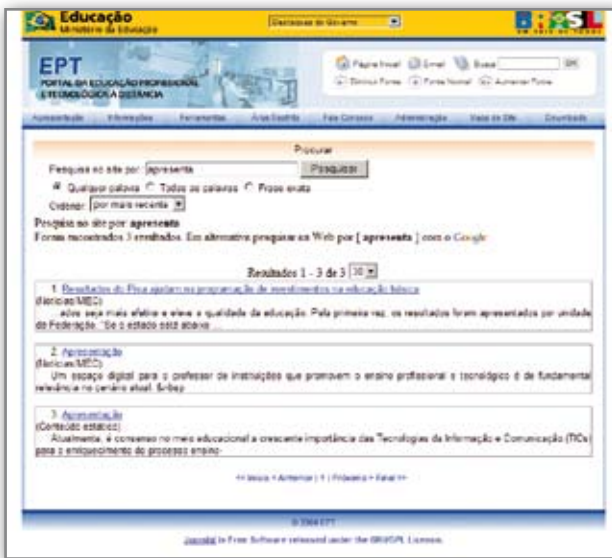 Educação
Ministério da Educação
Destaques do Governo
BRASIL
UM PAÍS DE TODOS
EPT
PORTAL DA EDUCAÇÃO PROFISSIONAL
E TECNOLÓGICA À DISTÂNCIA
Página Inicial Email Busca OK
Diminuir Fonte Fonte Normal Aumentar Fonte
Apresentação Informações Ferramentas Área Restrita Fale Conosco Administração Mapa do Site Downloads
Procurar
Pesquisa no site por: apresenta Pesquisar
Qualquer palavra Todas as palavras Frase exata
Ordenar: por mais recente
Pesquisa no site por: apresenta
Foram encontrados 3 resultados. Em alternativa pesquisar na Web por [ apresenta ] com o Google
Resultados 1 - 3 de 3 30
1. Resultados do Pisa ajudam na programação de investimentos na educação básica
(Notícias/MEC)
...ados seja mais efetivo e eleve a qualidade da educação. Pela primeira vez, os resultados foram apresentados por unidade
da Federação. "Se o estado está abaixo ...
2. Apresentação
(Notícias/MEC)
Um espaço digital para o professor de instituições que promovem o ensino profissional e tecnológico é de fundamental
relevância no cenário atual. &nbsp
3. Apresentação
(Conteúdo estático)
Atualmente, é consenso no meio educacional a crescente importância das Tecnologias da Informação e Comunicação (TICs)
para o enriquecimento do processo ensino-
<< Início < Anterior | 1 | Próximo > Final >>
EPT
Joomla! is Free Software released under the GNU/GPL License.